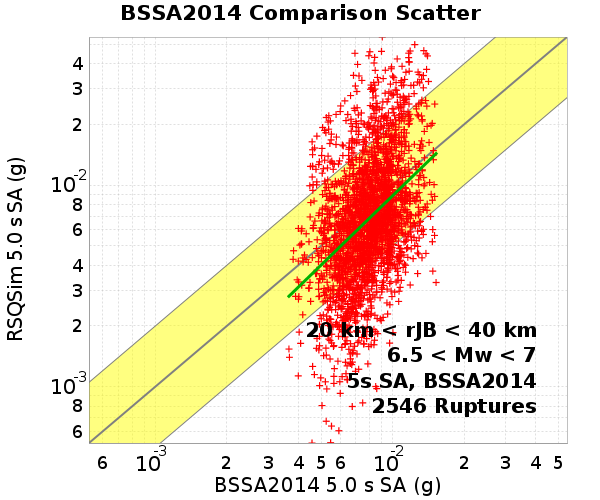 BSSA2014 Comparison Scatter
RSQSim 5.0 s SA (g)
4
3
2
10-2
8
6
4
3
2
10-3
8
6
20 km < rJB < 40 km
6.5 < Mw < 7
5s SA, BSSA2014
2546 Ruptures
6 10-3 2 3 4 5 6 10-2 2 3 4 5
BSSA2014 5.0 s SA (g)